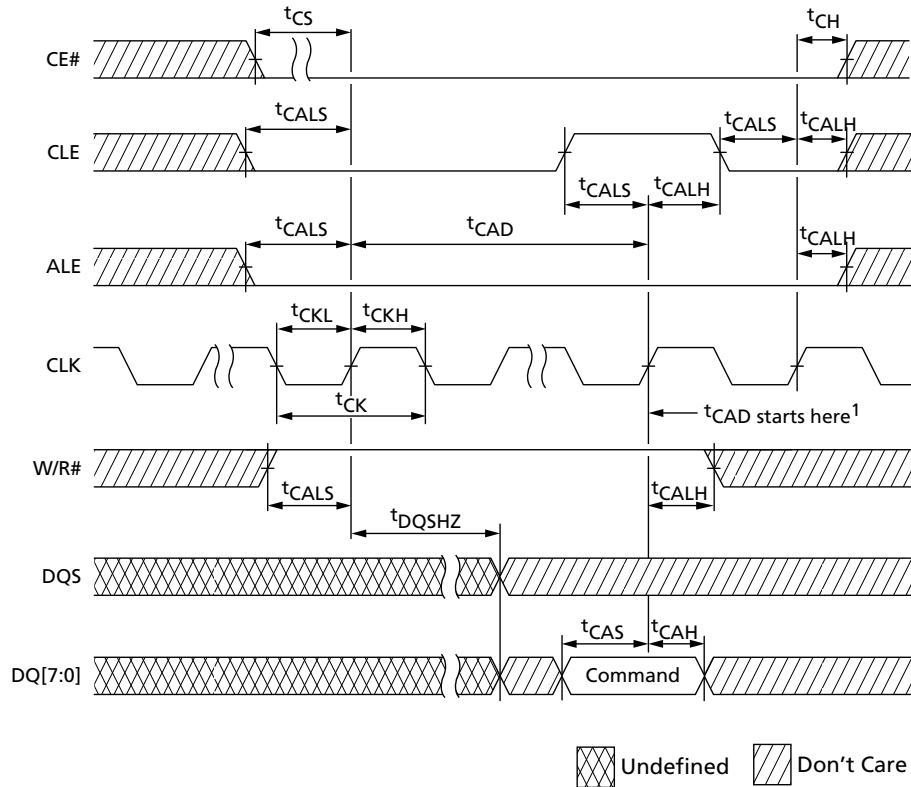 tCS
tCH
CE#
tCALS
tCALS
tCALH
CLE
tCALS
tCALH
tCALS
tCAD
tCALH
ALE
tCKL
tCKH
CLK
tCK
tCAD starts here1
W/R#
tCALS
tCALH
tDQSHZ
DQS
tCAS
tCAH
DQ[7:0]
Command
Undefined
Don't Care